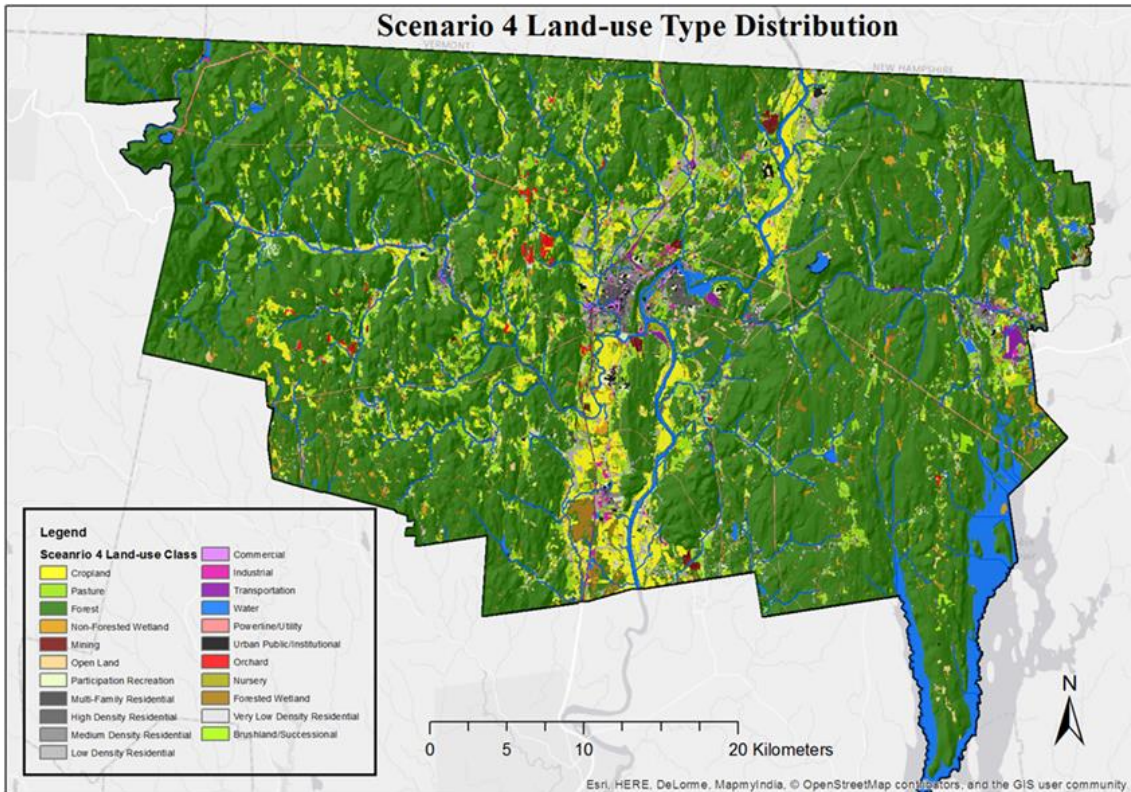 Scenario 4 Land-use Type Distribution
VERMONT
NEW HAMPSHIRE
Legend
Sceanrio 4 Land-use Class
Cropland
Pasture
Forest
Non-Forested Wetland
Mining
Open Land
Participation Recreation
Multi-Family Residential
High Density Residential
Medium Density Residential
Low Density Residential
Commercial
Industrial
Transportation
Water
Powerline/Utility
Urban Public/Institutional
Orchard
Nursery
Forested Wetland
Very Low Density Residential
Brushland/Successional
0 5 10 20 Kilometers
N
Esri, HERE, DeLorme, MapmyIndia, © OpenStreetMap contributors, and the GIS user community